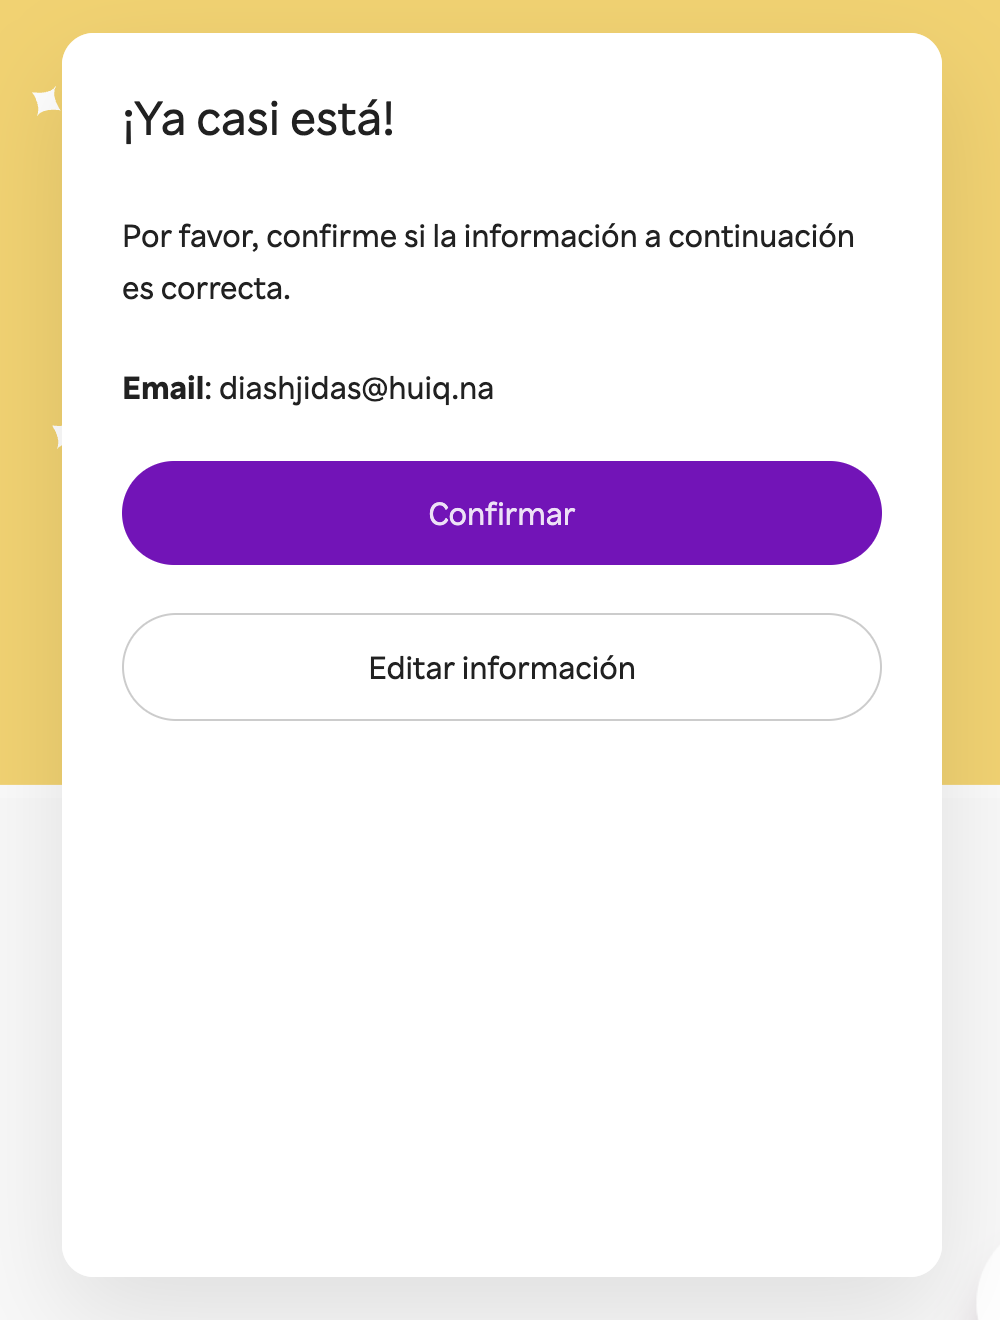 ¡Ya casi está!
Por favor, confirme si la información a continuación
es correcta.
Email: diashjidas@huiq.na
Confirmar
Editar información